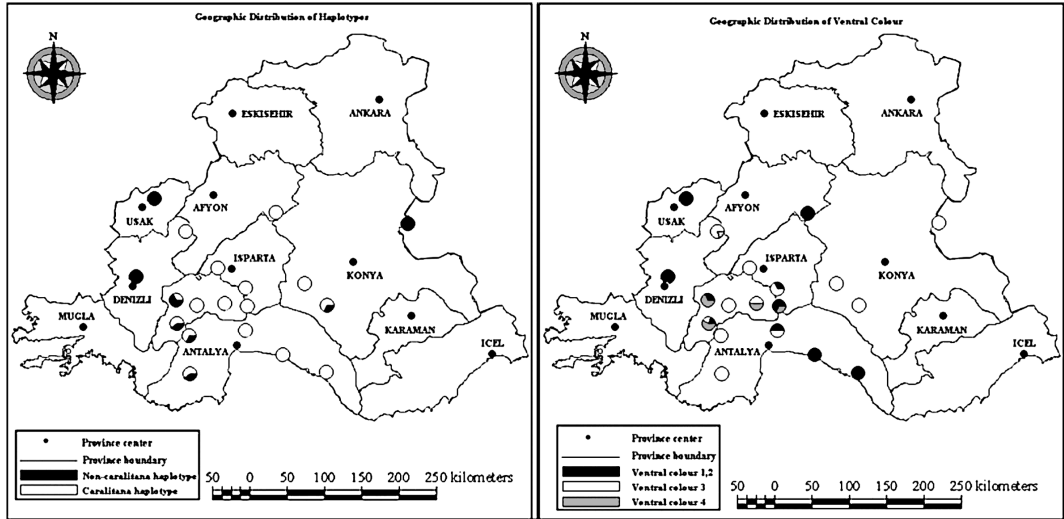 Geographic Distribution of Haplotypes
N
ESKISEHIR
ANKARA
USAK
AFYON
ISPARTA
KONYA
DENIZLI
MUGLA
KARAMAN
ANTALYA
ICEL
Province center
Province boundary
Non-caralitana haplotype
Caralitana haplotype
50 0 50 100 150 200 250 kilometers
Geographic Distribution of Ventral Colour
N
ESKISEHIR
ANKARA
USAK
AFYON
ISPARTA
KONYA
DENIZLI
MUGLA
KARAMAN
ANTALYA
ICEL
Province center
Province boundary
Ventral colour 1,2
Ventral colour 3
Ventral colour 4
50 0 50 100 150 200 250 kilometers